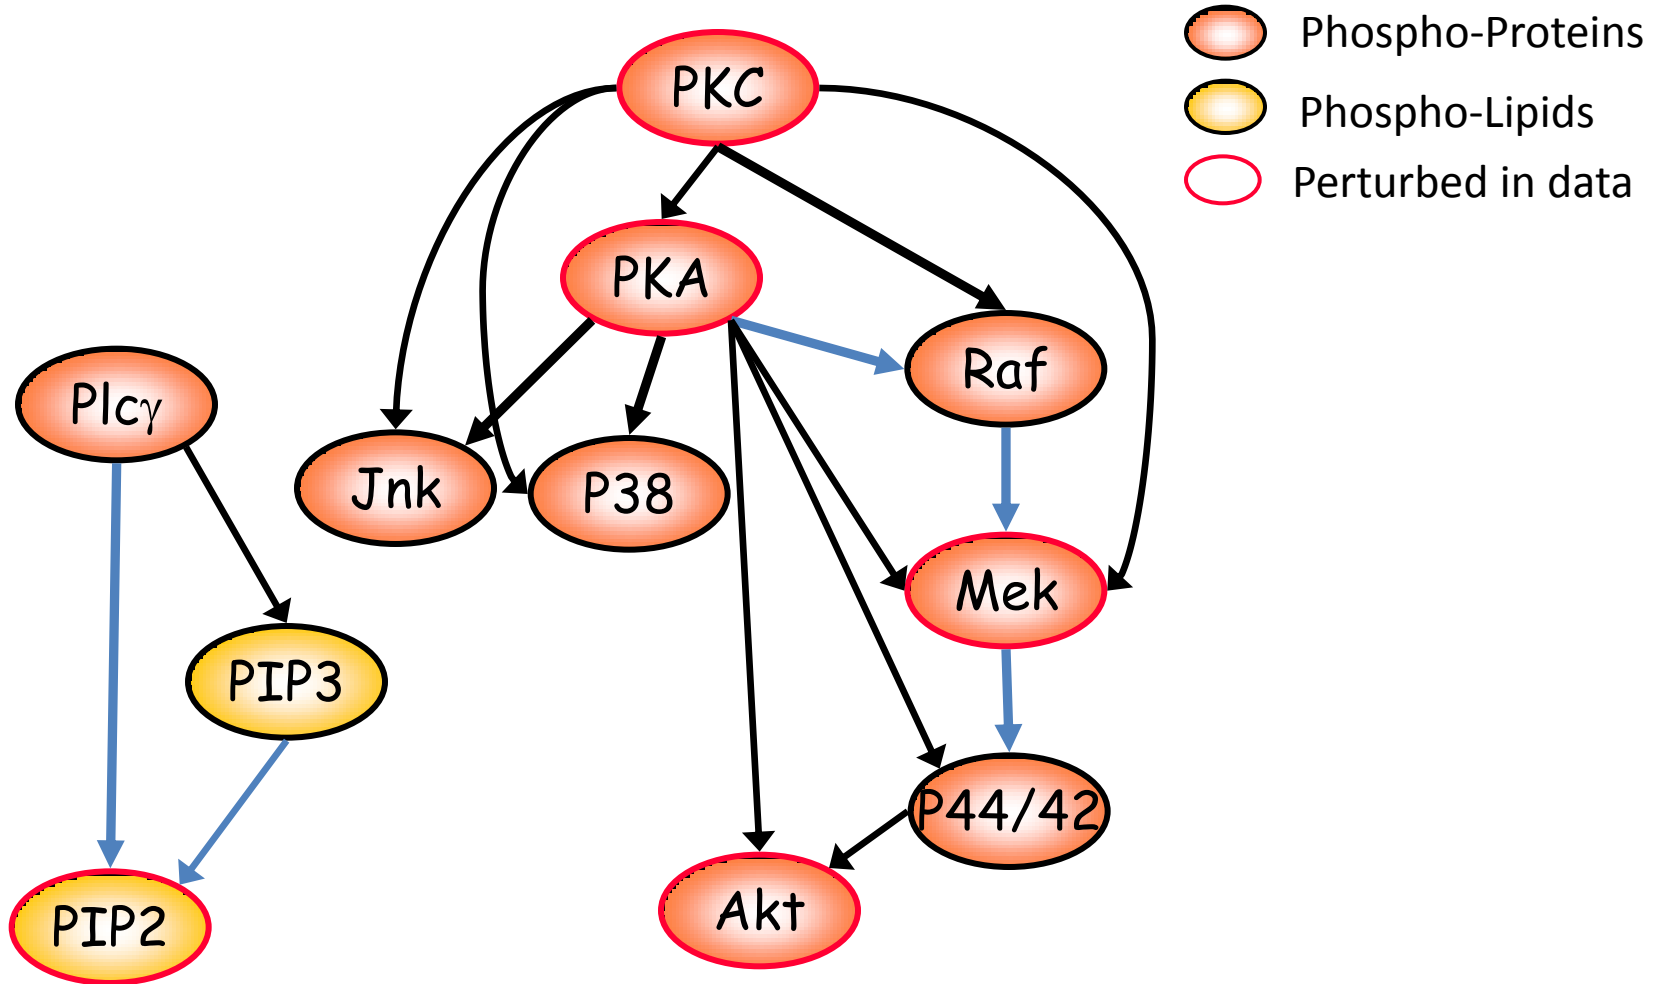 Phospho-Proteins
Phospho-Lipids
Perturbed in data
PKC
PKA
Raf
Plcγ
Jnk
P38
Mek
PIP3
P44/42
Akt
PIP2